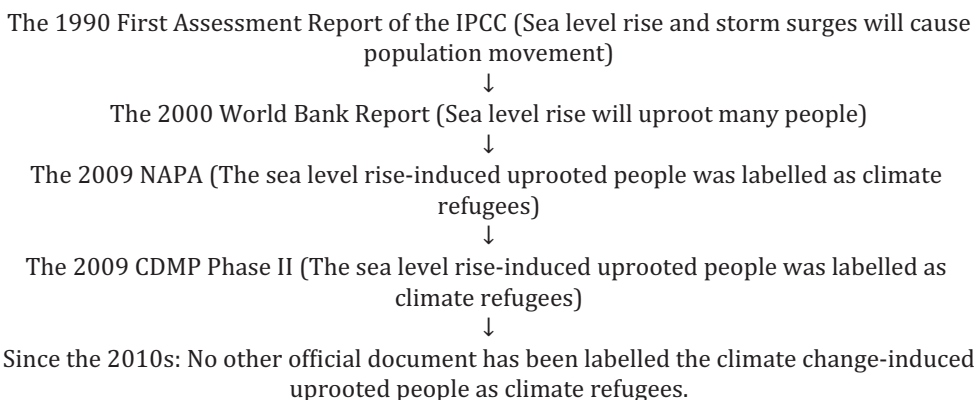 The 1990 First Assessment Report of the IPCC (Sea level rise and storm surges will cause
population movement)
↓
The 2000 World Bank Report (Sea level rise will uproot many people)
↓
The 2009 NAPA (The sea level rise-induced uprooted people was labelled as climate
refugees)
↓
The 2009 CDMP Phase II (The sea level rise-induced uprooted people was labelled as
climate refugees)
↓
Since the 2010s: No other official document has been labelled the climate change-induced
uprooted people as climate refugees.